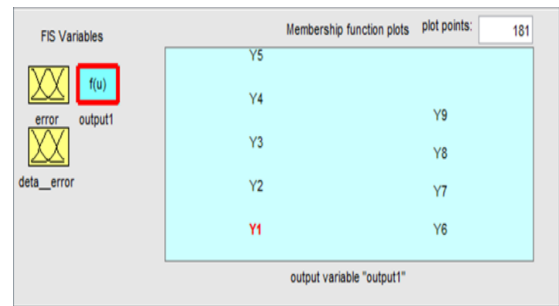 FIS Variables
Membership function plots
plot points:
181
f(u)
error
output1
deta__error
Y5
Y4
Y3
Y2
Y1
Y9
Y8
Y7
Y6
output variable "output1"